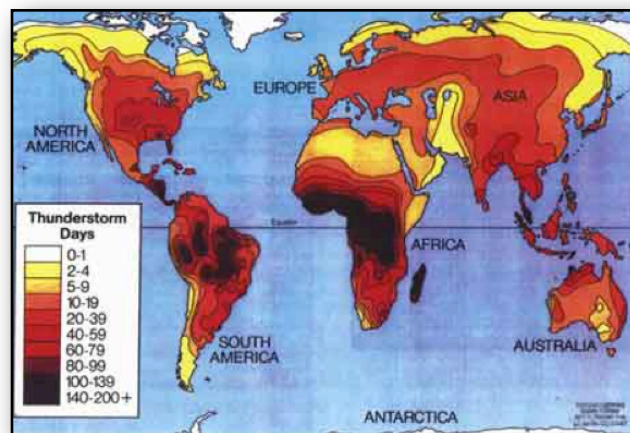 EUROPE
ASIA
NORTH
AMERICA
Thunderstorm
Days
0-1
2-4
5-9
10-19
20-39
40-59
60-79
80-99
100-139
140-200+
Equator
AFRICA
SOUTH
AMERICA
AUSTRALIA
ANTARCTICA